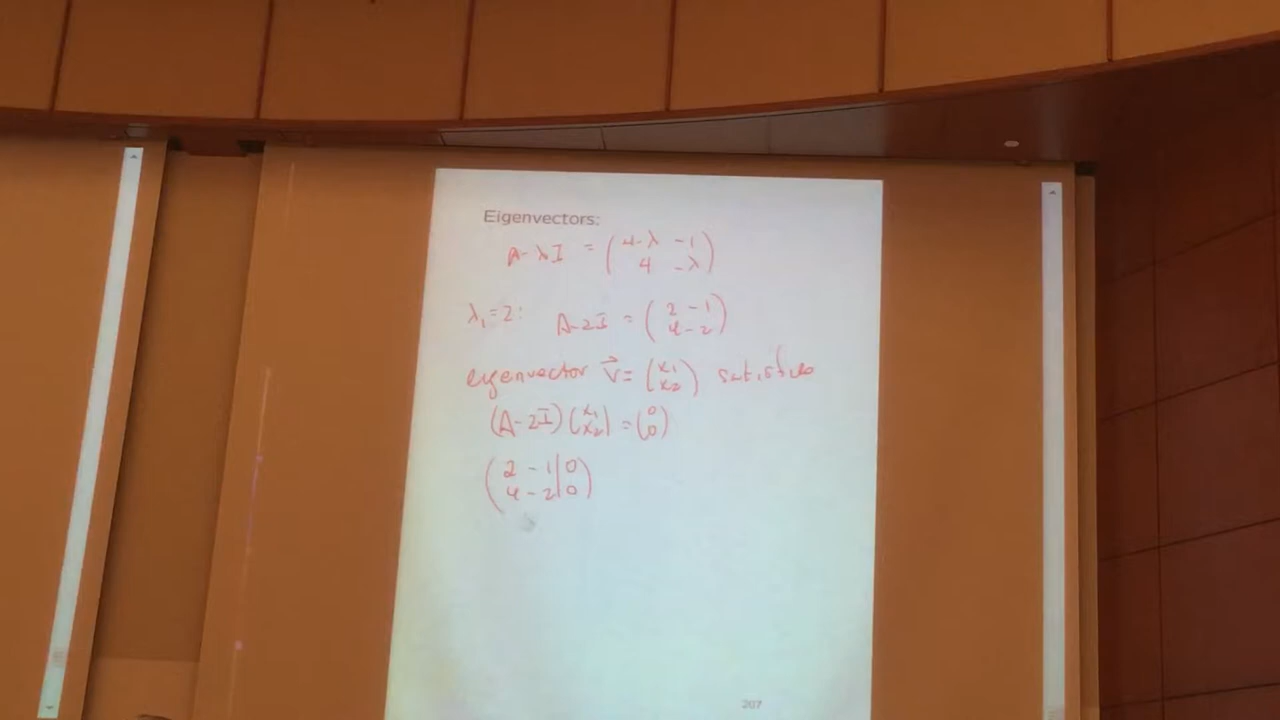 Eigenvectors:
A-λI = (4-λ -1
4 -λ)
λ₁=2: A-2I = (2 -1
4 -2)
eigenvector v⃗ = (x₁
x₂) satisfies
(A-2I)(x₁
x₂) = (0
0)
(2 -1|0
4 -2|0)
207